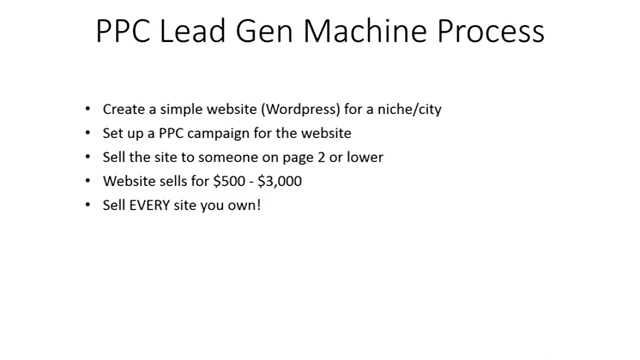 PPC Lead Gen Machine Process
• Create a simple website (Wordpress) for a niche/city
• Set up a PPC campaign for the website
• Sell the site to someone on page 2 or lower
• Website sells for $500 - $3,000
• Sell EVERY site you own!